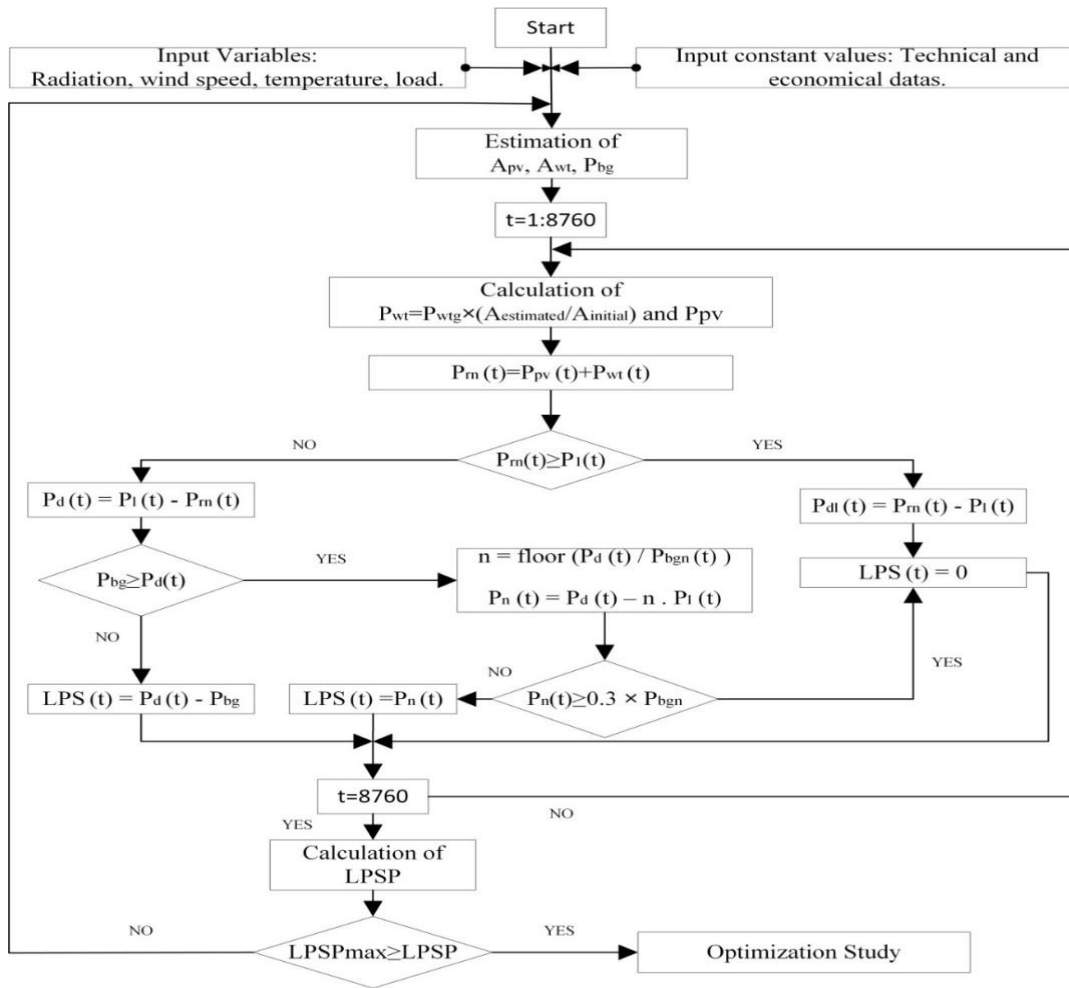 Start
Input Variables:
Radiation, wind speed, temperature, load.
Input constant values: Technical and
economical datas.
Estimation of
Apv, Awt, Pbg
t=1:8760
Calculation of
Pwt=Pwtg×(Aestimated/Ainitial) and Ppv
Prn (t)=Ppv (t)+Pwt (t)
NO
YES
Prn(t)≥Pl(t)
Pd (t) = Pl (t) - Prn (t)
Pdl (t) = Prn (t) - Pl (t)
YES
Pbg≥Pd(t)
n = floor (Pd (t) / Pbgn (t) )
Pn (t) = Pd (t) – n . Pl (t)
LPS (t) = 0
NO
NO
YES
LPS (t) = Pd (t) - Pbg
LPS (t) =Pn (t)
Pn(t)≥0.3 × Pbgn
t=8760
NO
YES
Calculation of
LPSP
NO
YES
LPSPmax≥LPSP
Optimization Study